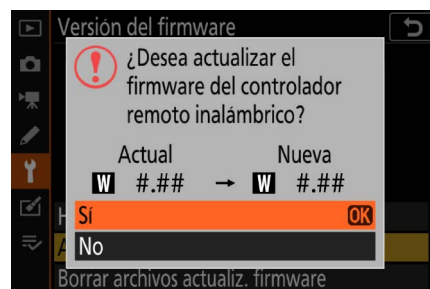 Versión del firmware
¿Desea actualizar el
firmware del controlador
remoto inalámbrico?
Actual Nueva
W #.## → W #.##
H
Sí OK
A
No
Borrar archivos actualiz. firmware